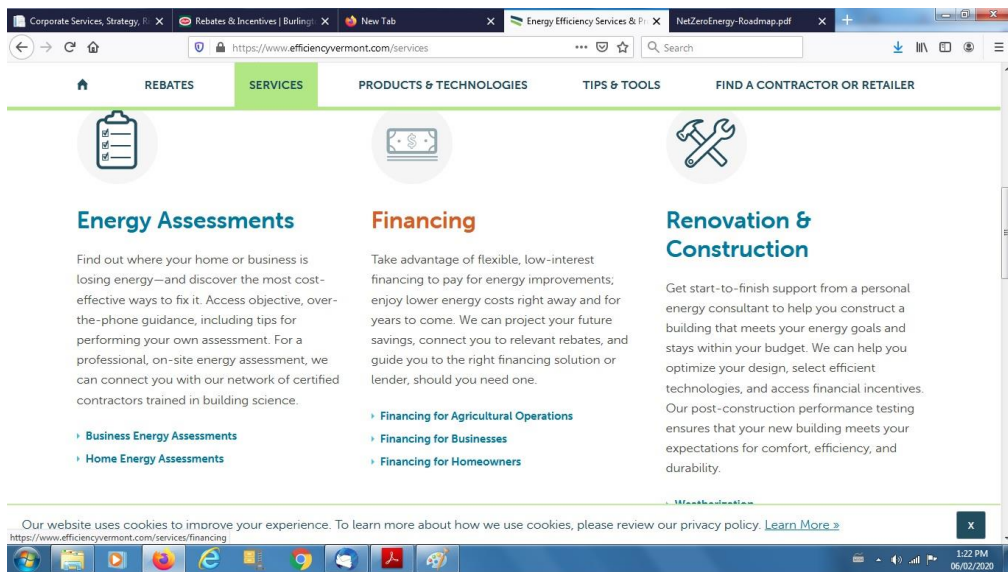 Corporate Services, Strategy, R
Rebates & Incentives | Burlingt
New Tab
Energy Efficiency Services & Pr
NetZeroEnergy-Roadmap.pdf
https://www.efficiencyvermont.com/services
Search
REBATES
SERVICES
PRODUCTS & TECHNOLOGIES
TIPS & TOOLS
FIND A CONTRACTOR OR RETAILER
Energy Assessments
Find out where your home or business is
losing energy—and discover the most cost-
effective ways to fix it. Access objective, over-
the-phone guidance, including tips for
performing your own assessment. For a
professional, on-site energy assessment, we
can connect you with our network of certified
contractors trained in building science.
Business Energy Assessments
Home Energy Assessments
Financing
Take advantage of flexible, low-interest
financing to pay for energy improvements;
enjoy lower energy costs right away and for
years to come. We can project your future
savings, connect you to relevant rebates, and
guide you to the right financing solution or
lender, should you need one.
Financing for Agricultural Operations
Financing for Businesses
Financing for Homeowners
Renovation &
Construction
Get start-to-finish support from a personal
energy consultant to help you construct a
building that meets your energy goals and
stays within your budget. We can help you
optimize your design, select efficient
technologies, and access financial incentives.
Our post-construction performance testing
ensures that your new building meets your
expectations for comfort, efficiency, and
durability.
Weatherization
Our website uses cookies to improve your experience. To learn more about how we use cookies, please review our privacy policy. Learn More »
x
https://www.efficiencyvermont.com/services/financing
1:22 PM
06/02/2020